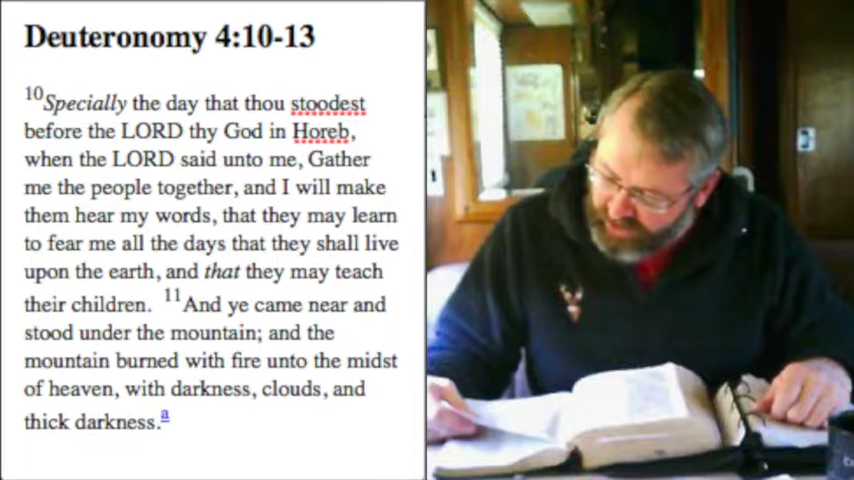 Deuteronomy 4:10-13
10Specially the day that thou stoodest
before the LORD thy God in Horeb,
when the LORD said unto me, Gather
me the people together, and I will make
them hear my words, that they may learn
to fear me all the days that they shall live
upon the earth, and that they may teach
their children. 11And ye came near and
stood under the mountain; and the
mountain burned with fire unto the midst
of heaven, with darkness, clouds, and
thick darkness.a